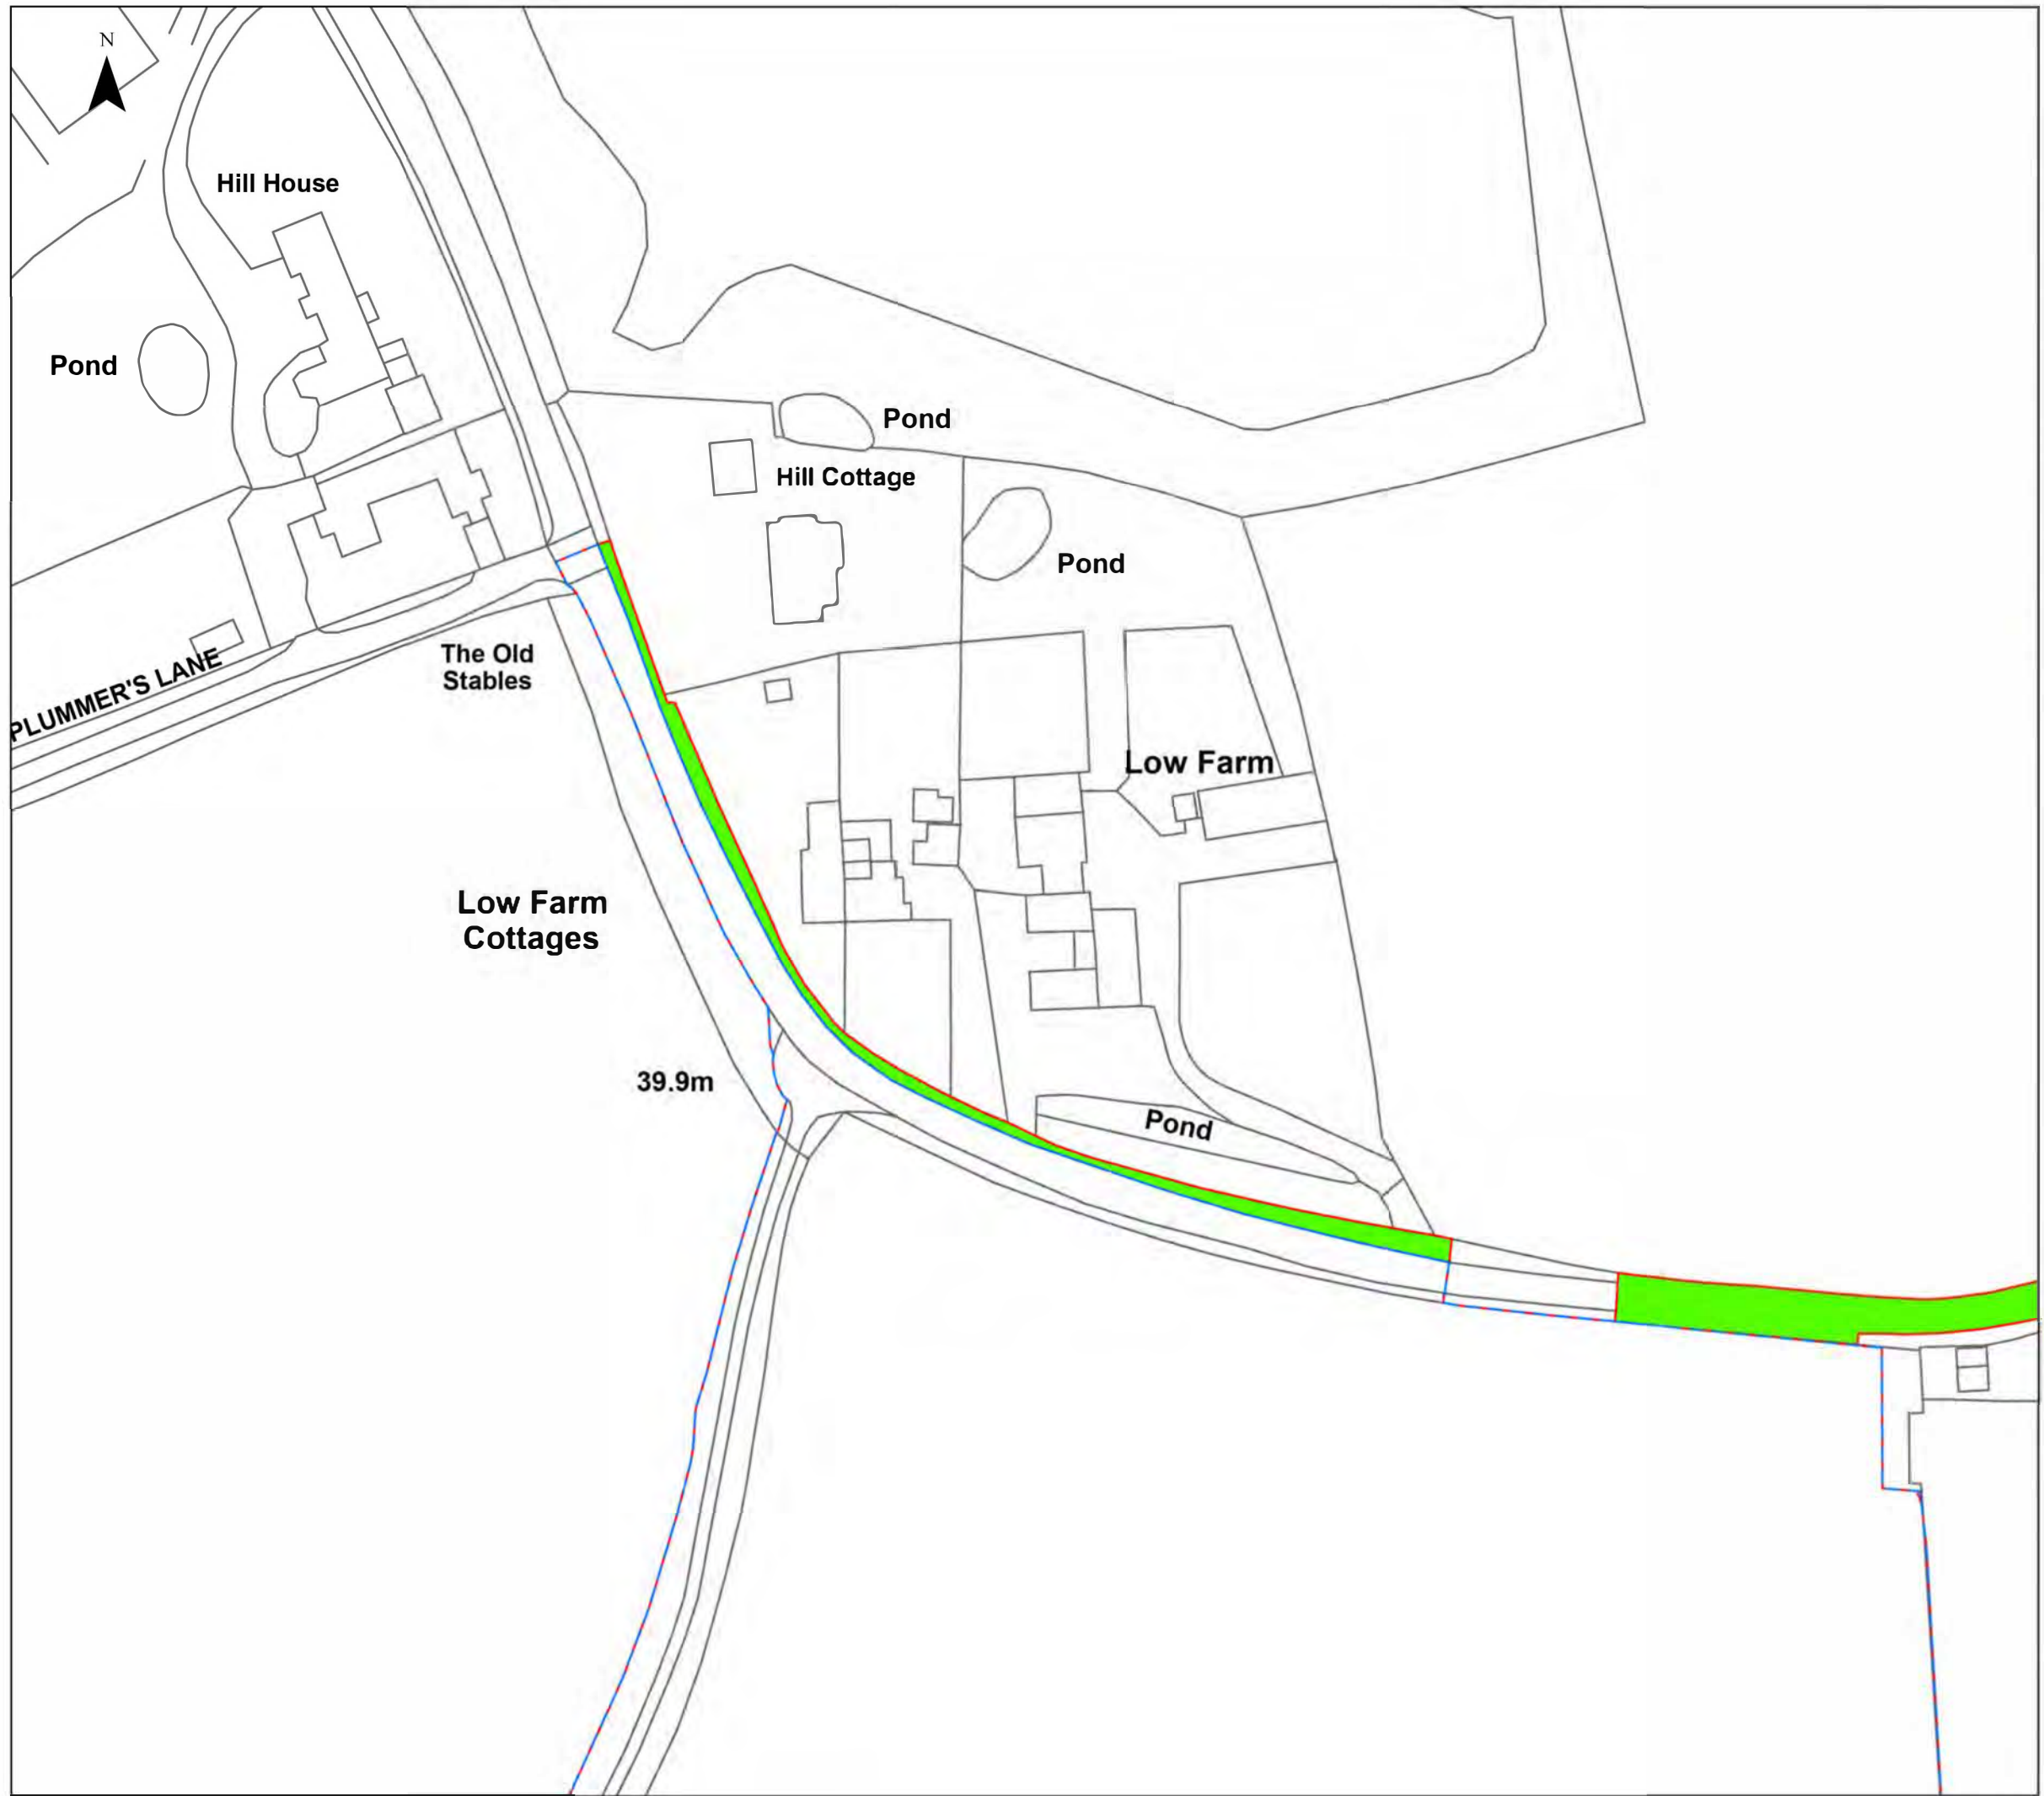 N
Hill House
Pond
Pond
Hill Cottage
Pond
The Old
Stables
PLUMMER'S LANE
Low Farm
Low Farm
Cottages
39.9m
Pond